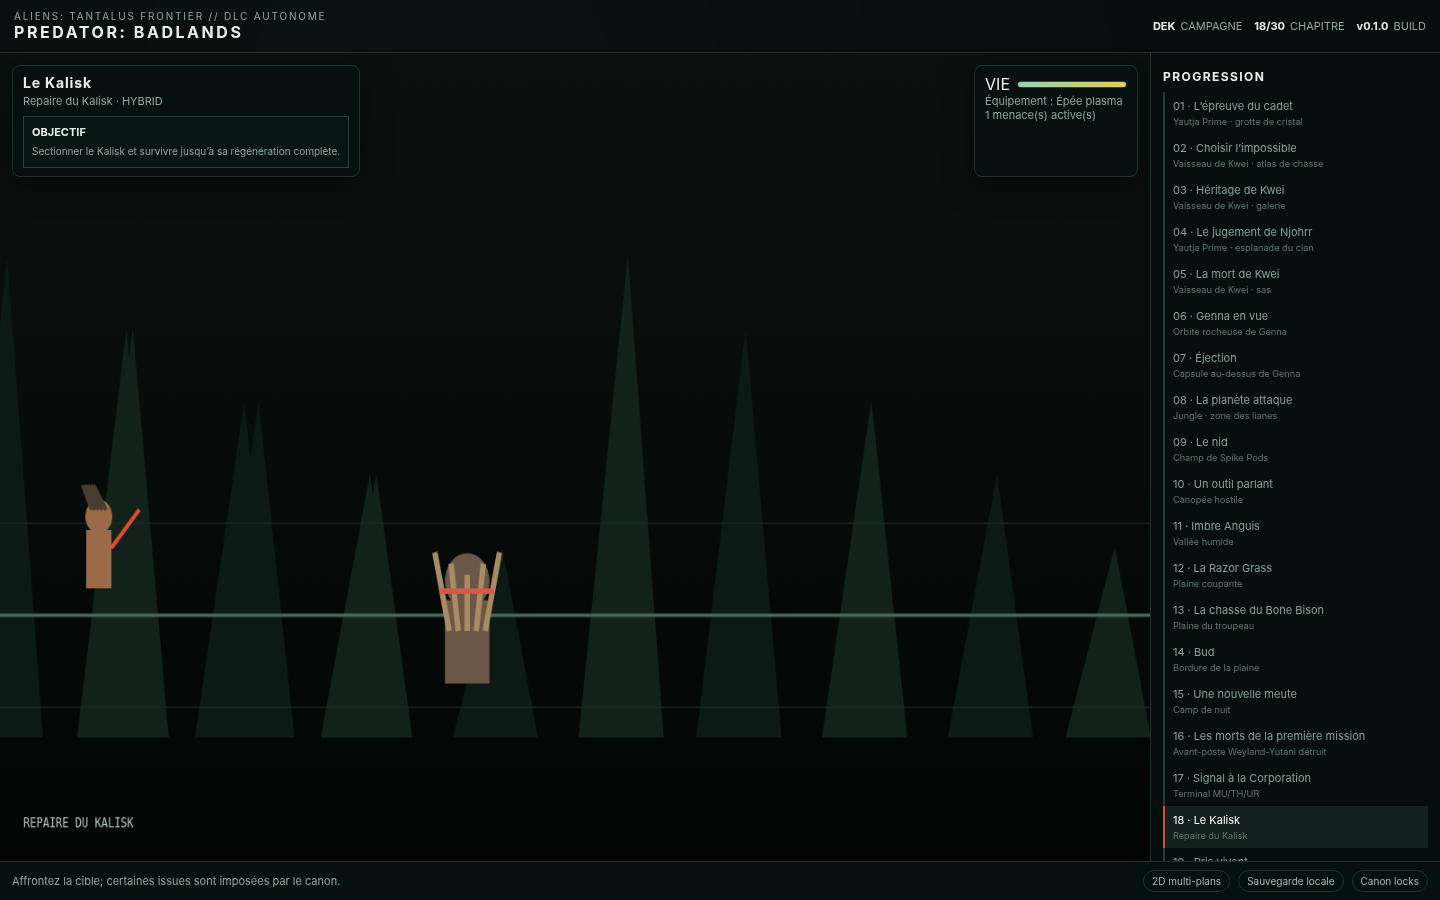 ALIENS: TANTALUS FRONTIER // DLC AUTONOME
PREDATOR: BADLANDS
DEK CAMPAGNE 18/30 CHAPITRE v0.1.0 BUILD
Le Kalisk
Repaire du Kalisk · HYBRID
OBJECTIF
Sectionner le Kalisk et survivre jusqu’à sa régénération complète.
VIE
Équipement : Épée plasma
1 menace(s) active(s)
REPAIRE DU KALISK
PROGRESSION
01 · L’épreuve du cadet
Yautja Prime · grotte de cristal
02 · Choisir l’impossible
Vaisseau de Kwei · atlas de chasse
03 · Héritage de Kwei
Vaisseau de Kwei · galerie
04 · Le jugement de Njohrr
Yautja Prime · esplanade du clan
05 · La mort de Kwei
Vaisseau de Kwei · sas
06 · Genna en vue
Orbite rocheuse de Genna
07 · Éjection
Capsule au-dessus de Genna
08 · La planète attaque
Jungle · zone des lianes
09 · Le nid
Champ de Spike Pods
10 · Un outil parlant
Canopée hostile
11 · Imbre Anguis
Vallée humide
12 · La Razor Grass
Plaine coupante
13 · La chasse du Bone Bison
Plaine du troupeau
14 · Bud
Bordure de la plaine
15 · Une nouvelle meute
Camp de nuit
16 · Les morts de la première mission
Avant-poste Weyland-Yutani détruit
17 · Signal à la Corporation
Terminal MU/TH/UR
18 · Le Kalisk
Repaire du Kalisk
19 · Pris vivant
Affrontez la cible; certaines issues sont imposées par le canon.
2D multi-plans
Sauvegarde locale
Canon locks